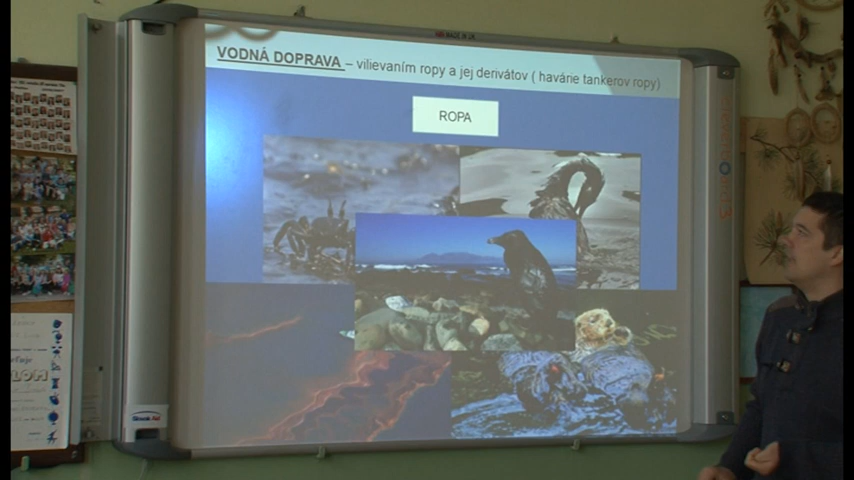 VODNÁ DOPRAVA – vilievaním ropy a jej derivátov ( havárie tankerov ropy)
ROPA